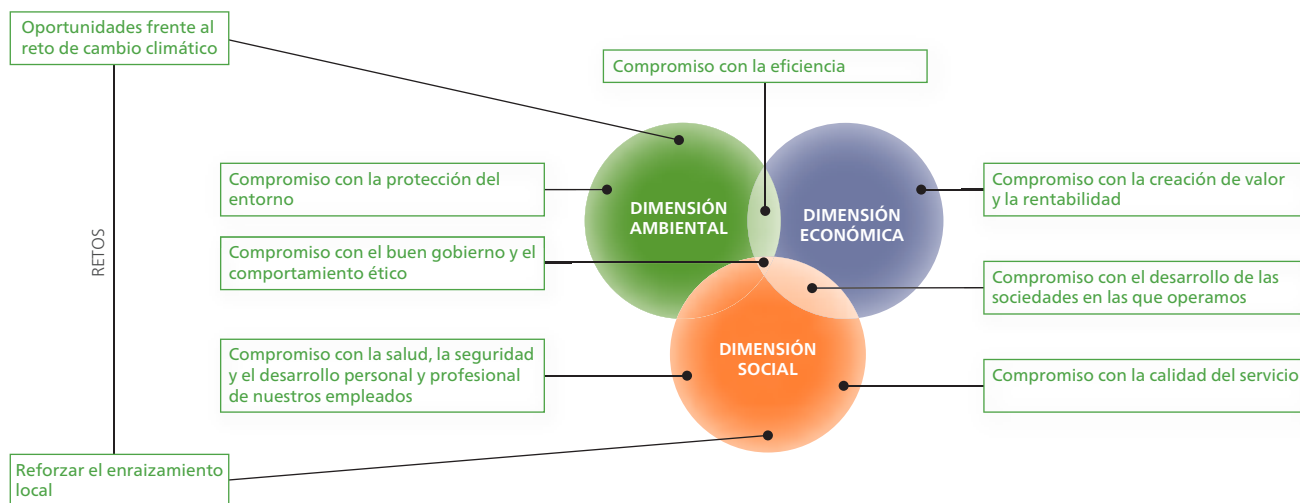 Oportunidades frente al
reto de cambio climático
Compromiso con la eficiencia
Compromiso con la protección del
entorno
DIMENSIÓN
AMBIENTAL
DIMENSIÓN
ECONÓMICA
Compromiso con la creación de valor
y la rentabilidad
RETOS
Compromiso con el buen gobierno y el
comportamiento ético
Compromiso con el desarrollo de las
sociedades en las que operamos
Compromiso con la salud, la seguridad
y el desarrollo personal y profesional
de nuestros empleados
DIMENSIÓN
SOCIAL
Compromiso con la calidad del servicio
Reforzar el enraizamiento
local